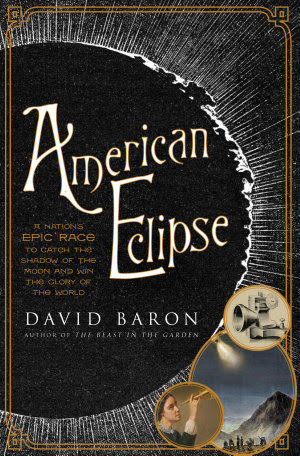 American
Eclipse
A NATION'S
EPIC RACE
TO CATCH THE
SHADOW OF THE
MOON AND WIN
THE GLORY OF
THE WORLD
DAVID BARON
AUTHOR OF THE BEAST IN THE GARDEN